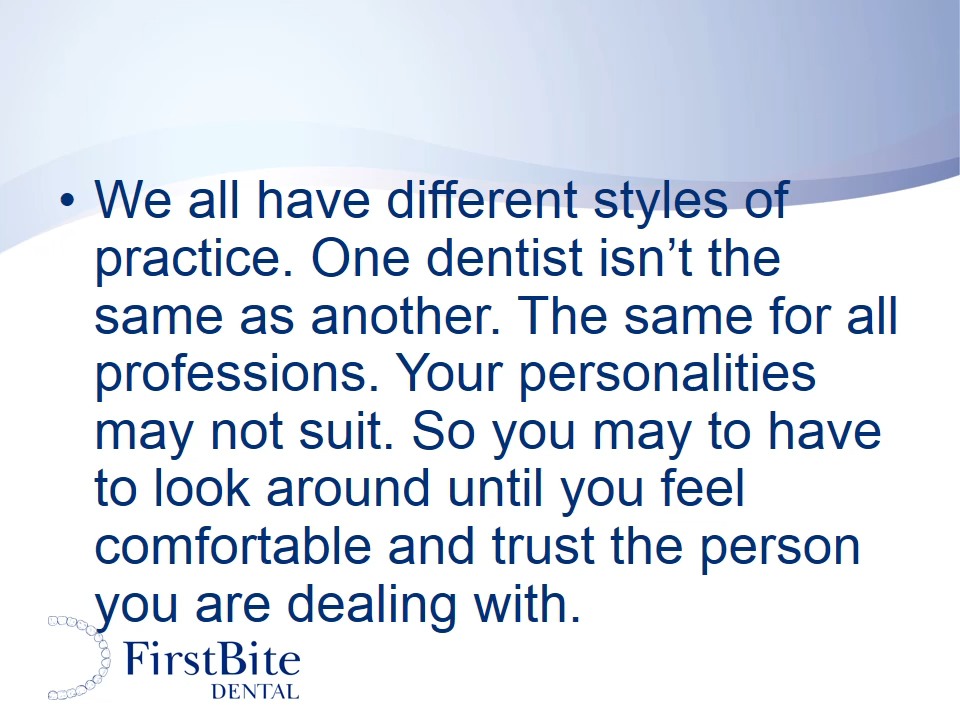 • We all have different styles of
practice. One dentist isn’t the
same as another. The same for all
professions. Your personalities
may not suit. So you may to have
to look around until you feel
comfortable and trust the person
you are dealing with.
FirstBite
DENTAL